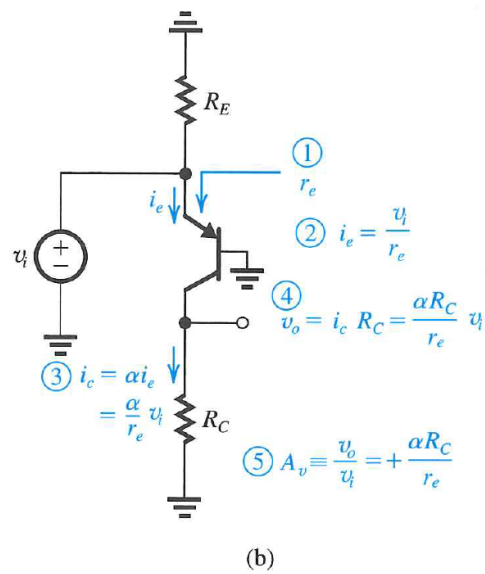 R_E
① r_e
i_e
② i_e = v_i / r_e
v_i
+
−
④
v_o = i_c R_C = αR_C / r_e v_i
③ i_c = αi_e
= α / r_e v_i
R_C
⑤ A_v ≡ v_o / v_i = + αR_C / r_e
(b)